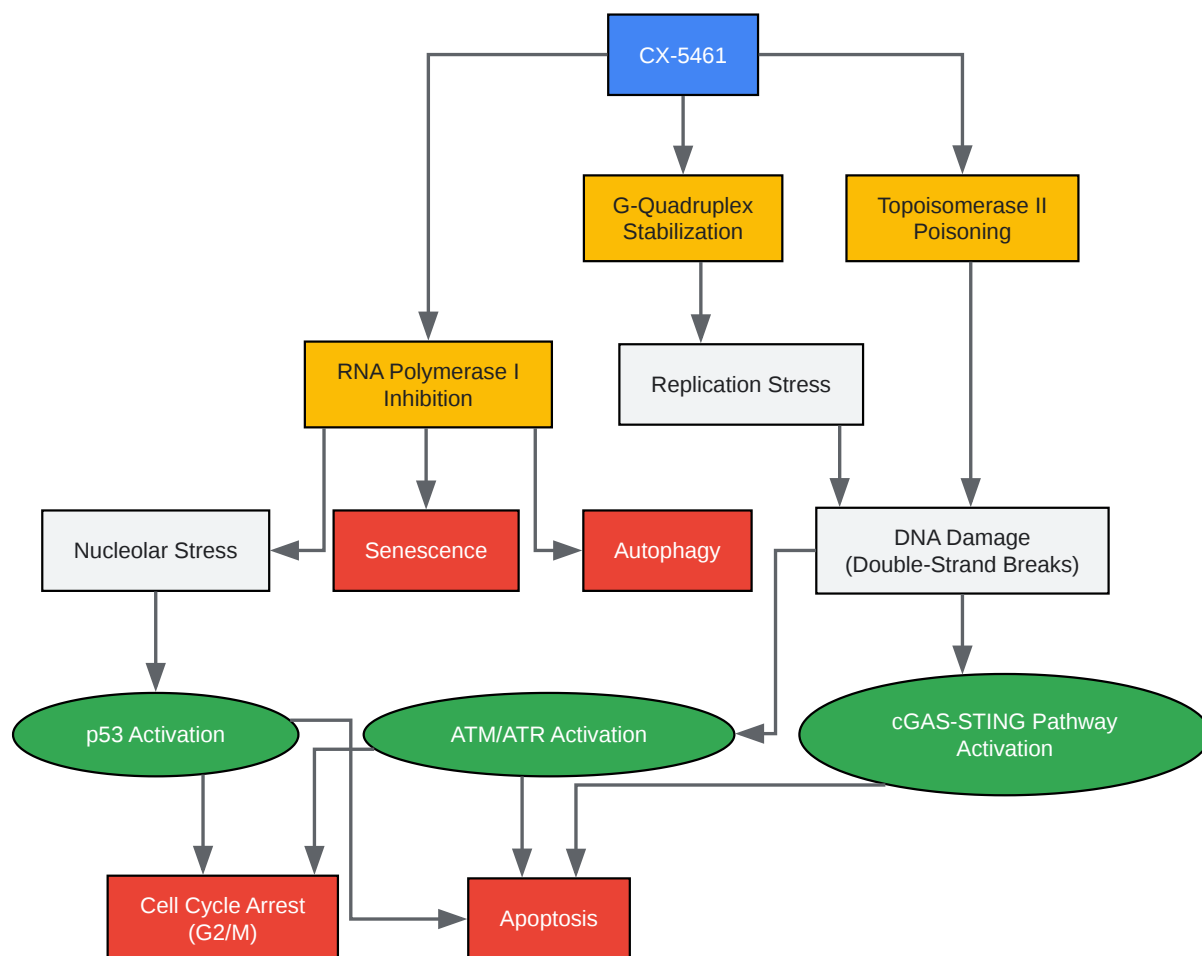 CX-5461
G-Quadruplex
Stabilization
Topoisomerase II
Poisoning
RNA Polymerase I
Inhibition
Replication Stress
Nucleolar Stress
Senescence
Autophagy
DNA Damage
(Double-Strand Breaks)
p53 Activation
ATM/ATR Activation
cGAS-STING Pathway
Activation
Cell Cycle Arrest
(G2/M)
Apoptosis